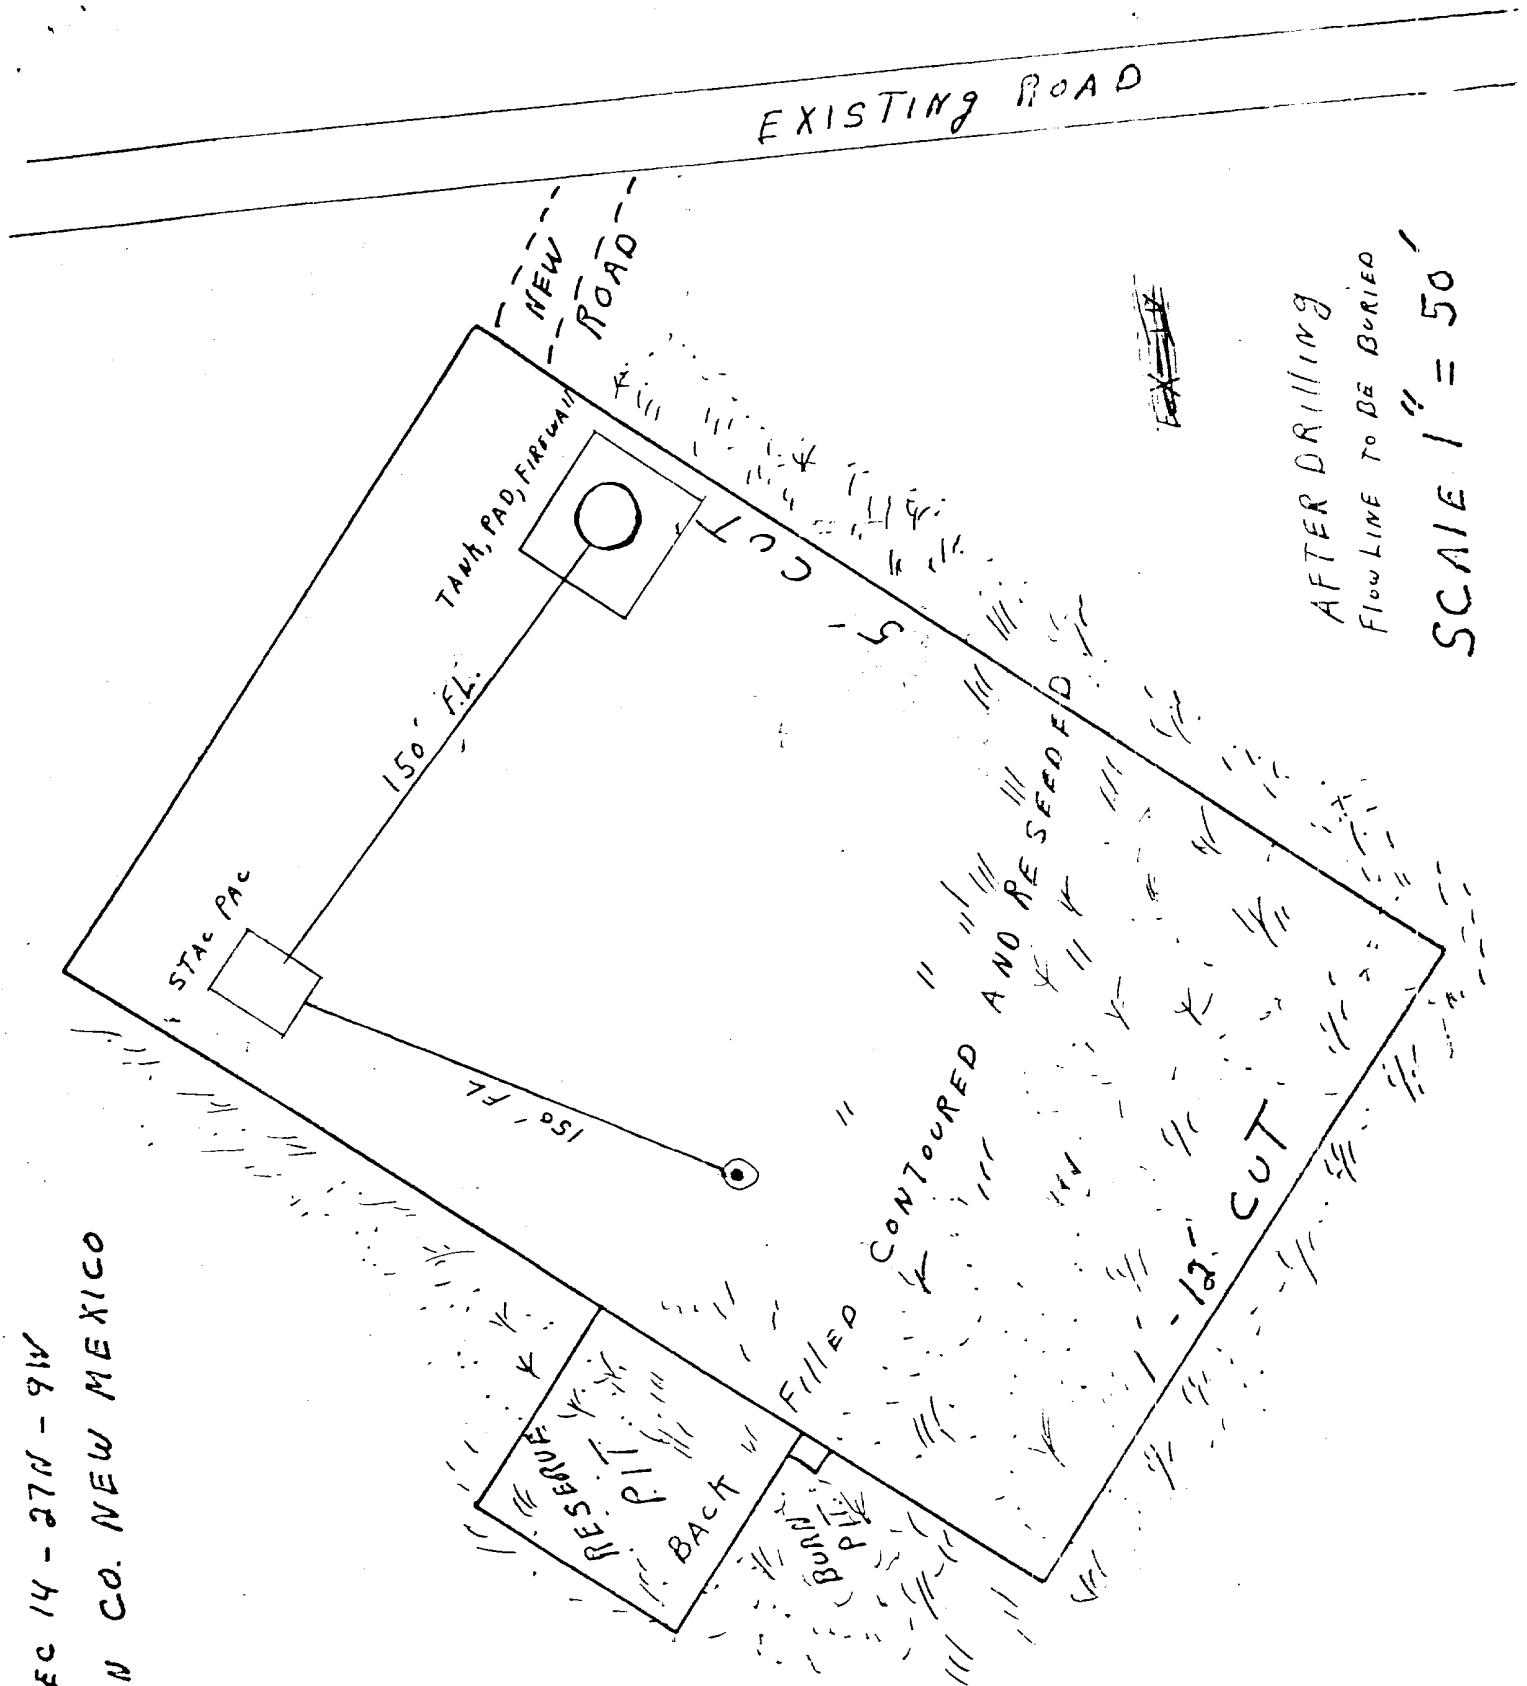 EC 14 - 27N - 9W
N CO. NEW MEXICO
EXISTING ROAD
NEW
ROAD
TANK, PAD, FIREWAll
150' F.L.
STAC PAC
150' FL
5' CUT
RESERVE
PIT
BACK Filled CONTOURED AND RESEEDED
BURN
PIT
- 12' CUT
AFTER DRilliNg
FlowLINE TO BE BURIED
SCAlE 1" = 50'